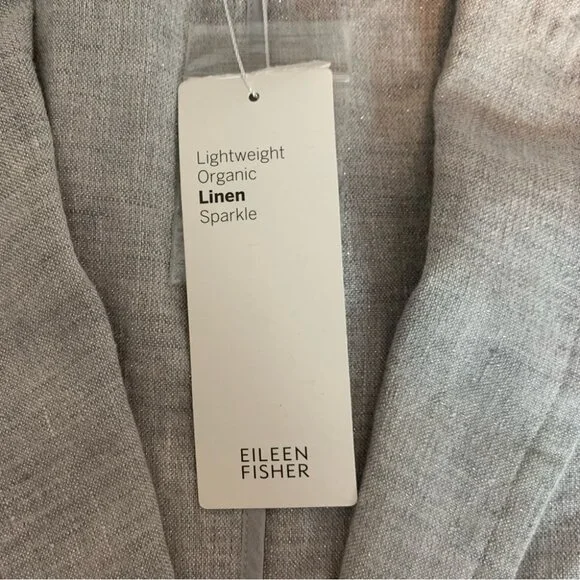 Lightweight
Organic
Linen
Sparkle
EILEEN
FISHER